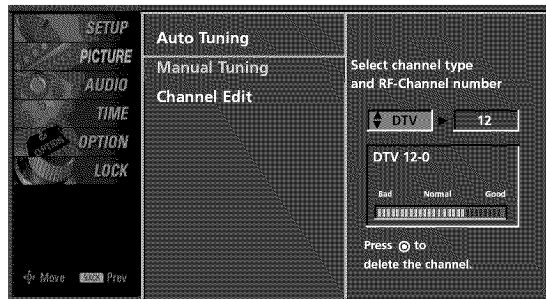 SETUP
PICTURE
AUDIO
TIME
OPTION
LOCK
Move
BACK Prev
Auto Tuning
Manual Tuning
Channel Edit
Select channel type
and RF-Channel number
DTV
12
DTV 12-0
Bad Normal Good
Press to
delete the channel.